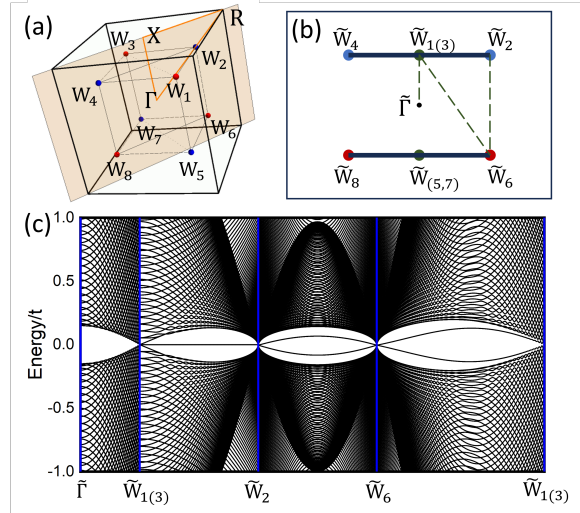 (a)
X
R
W₃
W₂
W₄
W₁
Γ
W₇
W₆
W₈
W₅
(b)
W̃₄ W̃₁₍₃₎ W̃₂
Γ̃
W̃₈ W̃₍₅,₇₎ W̃₆
(c)
1.0
0.5
0.0
-0.5
-1.0
Energy/t
Γ̃ W̃₁₍₃₎ W̃₂ W̃₆ W̃₁₍₃₎